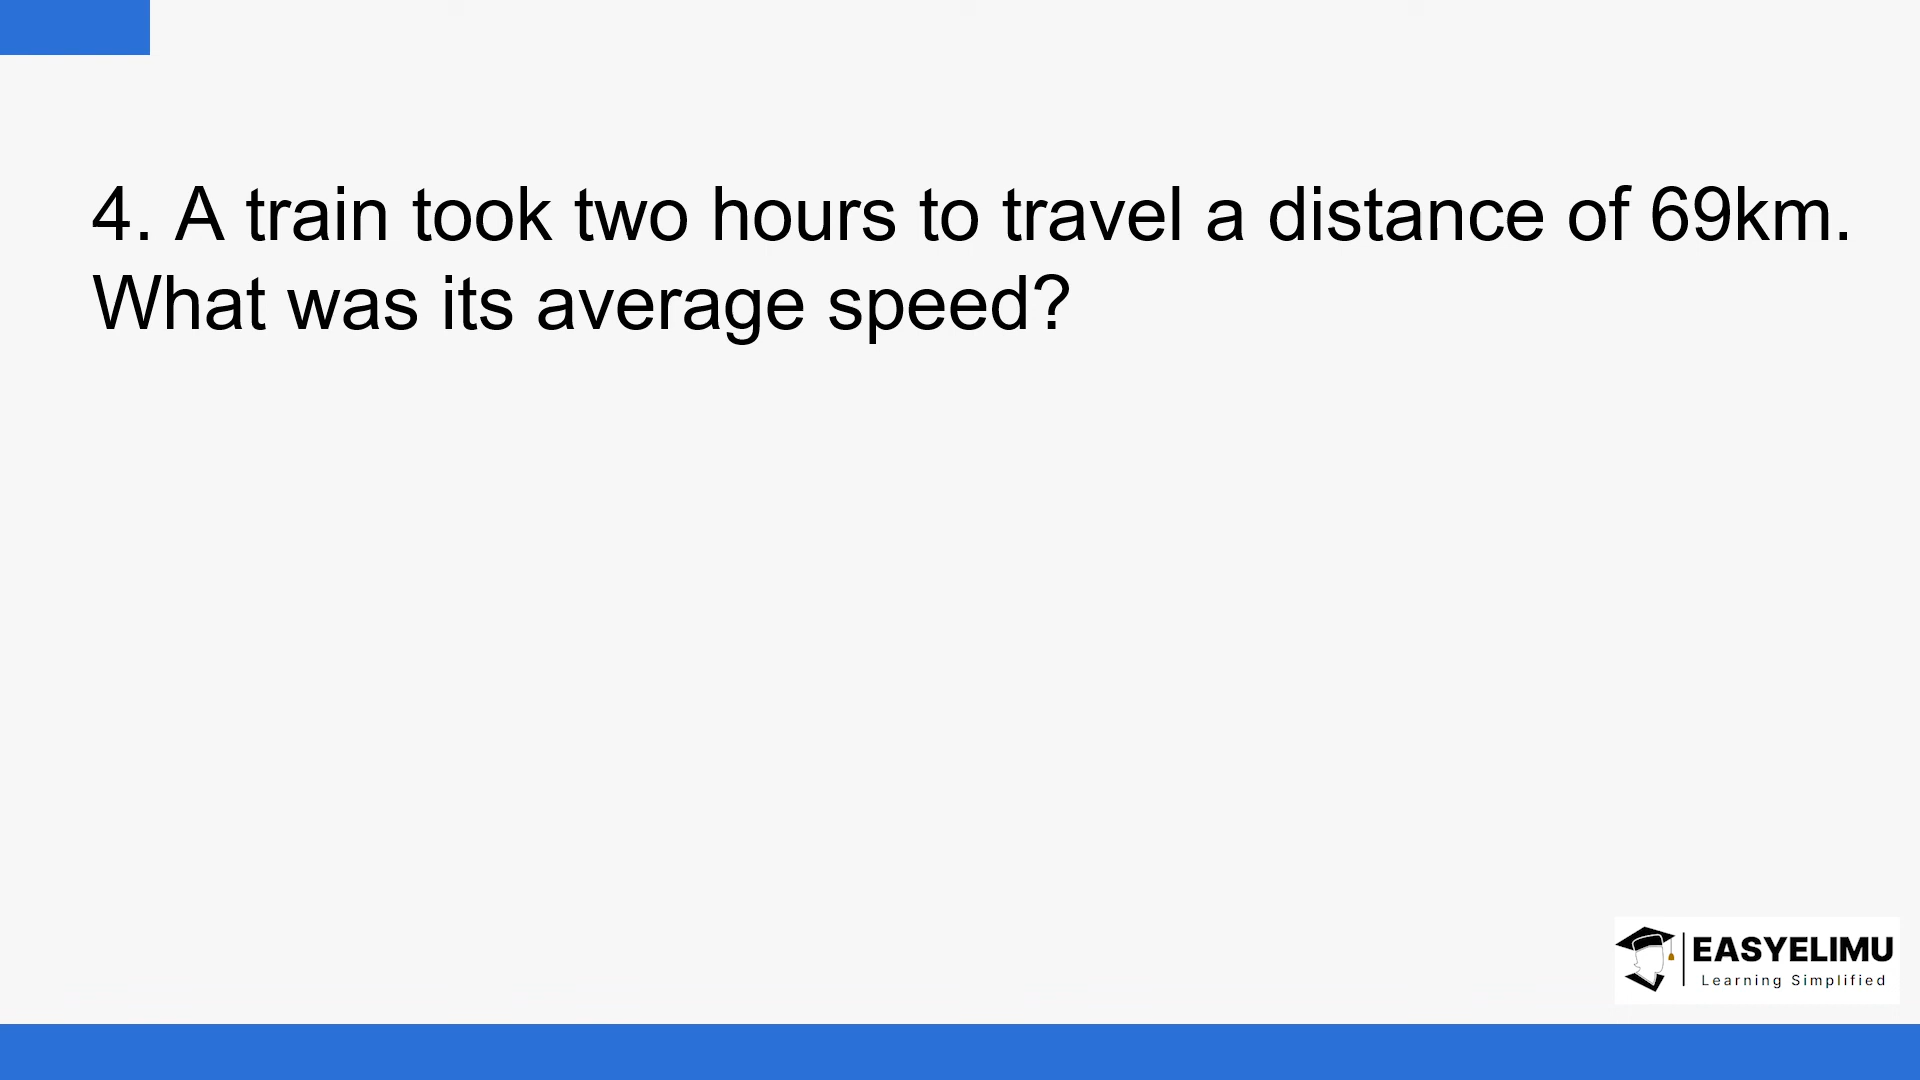 4. A train took two hours to travel a distance of 69km.
What was its average speed?
EASYELIMU
Learning Simplified